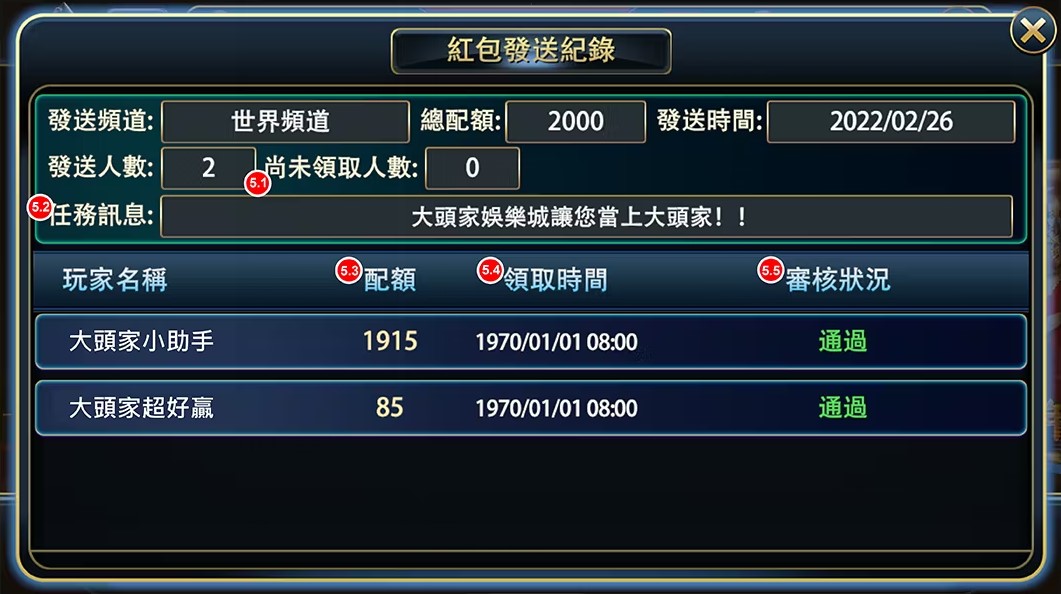 紅包發送紀錄
發送頻道: 世界頻道 總配額: 2000 發送時間: 2022/02/26
發送人數: 2 5.1 尚未領取人數: 0
5.2 任務訊息: 大頭家娛樂城讓您當上大頭家!!
玩家名稱 5.3 配額 5.4 領取時間 5.5 審核狀況
大頭家小助手 1915 1970/01/01 08:00 通過
大頭家超好贏 85 1970/01/01 08:00 通過